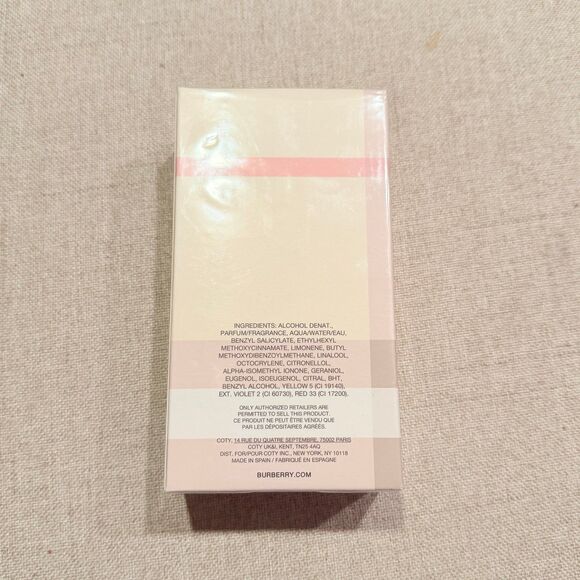 INGREDIENTS: ALCOHOL DENAT.,
PARFUM/FRAGRANCE, AQUA/WATER/EAU,
BENZYL SALICYLATE, ETHYLHEXYL
METHOXYCINNAMATE, LIMONENE, BUTYL
METHOXYDIBENZOYLMETHANE, LINALOOL,
OCTOCRYLENE, CITRONELLOL,
ALPHA-ISOMETHYL IONONE, GERANIOL,
EUGENOL, ISOEUGENOL, CITRAL, BHT,
BENZYL ALCOHOL, YELLOW 5 (CI 19140),
EXT. VIOLET 2 (CI 60730), RED 33 (CI 17200).
ONLY AUTHORIZED RETAILERS ARE
PERMITTED TO SELL THIS PRODUCT.
CE PRODUIT NE PEUT ÊTRE VENDU QUE
PAR LES DÉPOSITAIRES AGRÉÉS.
COTY, 14 RUE DU QUATRE SEPTEMBRE, 75002 PARIS
COTY UK&I, KENT, TN25 4AQ
DIST. FOR/POUR COTY INC., NEW YORK, NY 10118
MADE IN SPAIN / FABRIQUÉ EN ESPAGNE
BURBERRY.COM